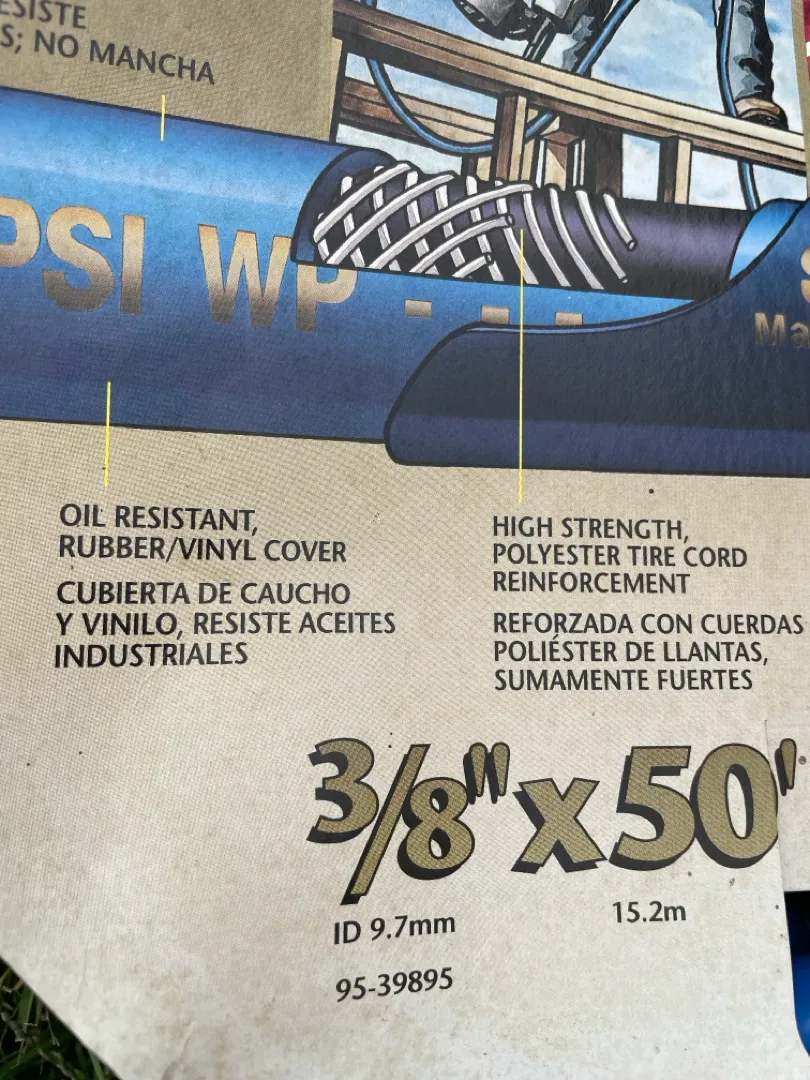 ESISTE
S; NO MANCHA
PSI WP - - -
Ma
OIL RESISTANT,
RUBBER/VINYL COVER
CUBIERTA DE CAUCHO
Y VINILO, RESISTE ACEITES
INDUSTRIALES
HIGH STRENGTH,
POLYESTER TIRE CORD
REINFORCEMENT
REFORZADA CON CUERDAS
POLIÉSTER DE LLANTAS,
SUMAMENTE FUERTES
3/8" x 50'
ID 9.7mm
15.2m
95-39895